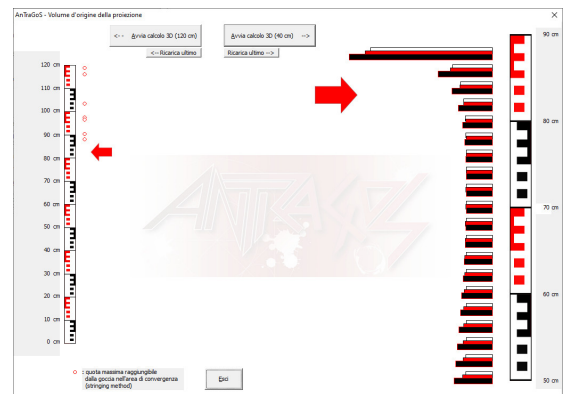 AnTraGoS - Volume d'origine della proiezione
<-- Avvia calcolo 3D (120 cm)
Avvia calcolo 3D (40 cm) -->
<-- Ricarica ultimo
Ricarica ultimo -->
120 cm
110 cm
100 cm
90 cm
80 cm
70 cm
60 cm
50 cm
40 cm
30 cm
20 cm
10 cm
0 cm
90 cm
80 cm
70 cm
60 cm
50 cm
: quota massima raggiungibile
dalla goccia nell'area di convergenza
(stringing method)
Esci